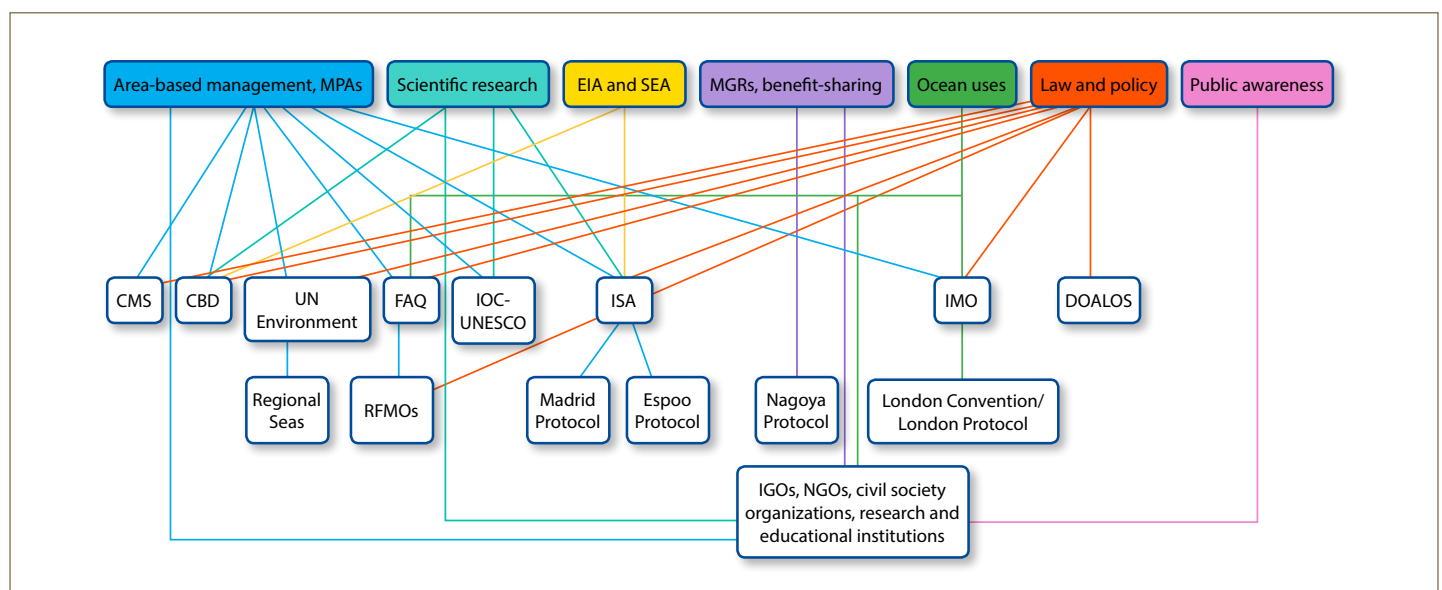 Area-based management, MPAs
Scientific research
EIA and SEA
MGRs, benefit-sharing
Ocean uses
Law and policy
Public awareness
CMS
CBD
UN
Environment
FAQ
IOC-
UNESCO
ISA
IMO
DOALOS
Regional
Seas
RFMOs
Madrid
Protocol
Espoo
Protocol
Nagoya
Protocol
London Convention/
London Protocol
IGOs, NGOs, civil society
organizations, research and
educational institutions